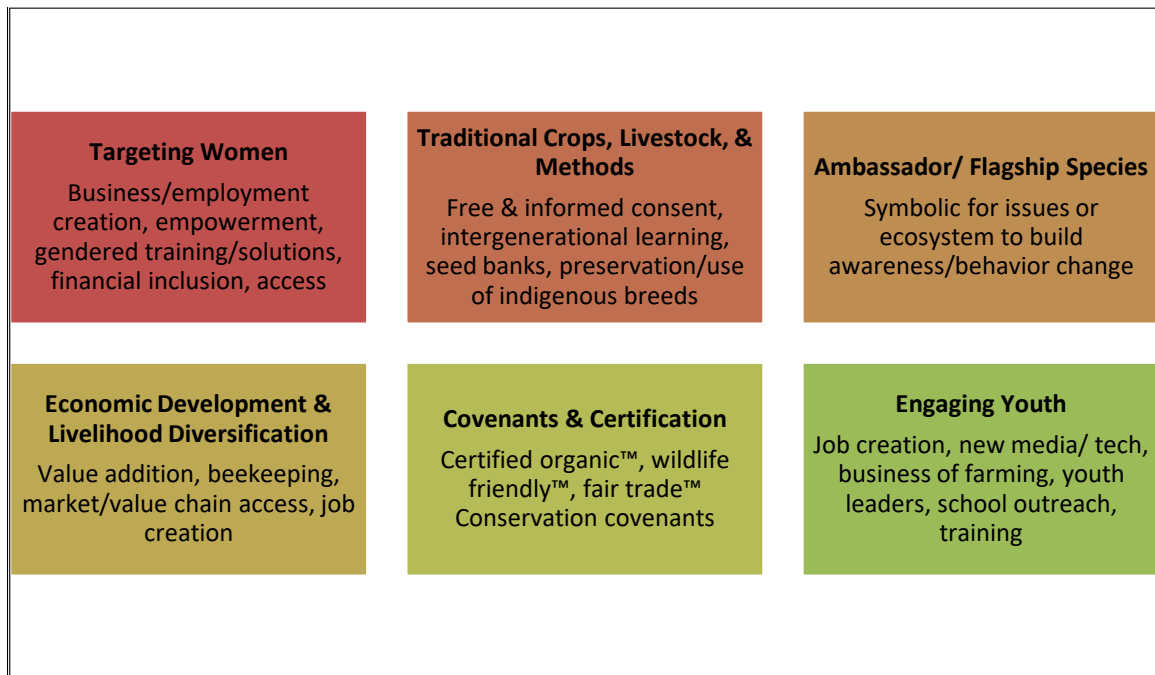 Targeting Women
Business/employment
creation, empowerment,
gendered training/solutions,
financial inclusion, access
Traditional Crops, Livestock, &
Methods
Free & informed consent,
intergenerational learning,
seed banks, preservation/use
of indigenous breeds
Ambassador/ Flagship Species
Symbolic for issues or
ecosystem to build
awareness/behavior change
Economic Development &
Livelihood Diversification
Value addition, beekeeping,
market/value chain access, job
creation
Covenants & Certification
Certified organic™, wildlife
friendly™, fair trade™
Conservation covenants
Engaging Youth
Job creation, new media/ tech,
business of farming, youth
leaders, school outreach,
training